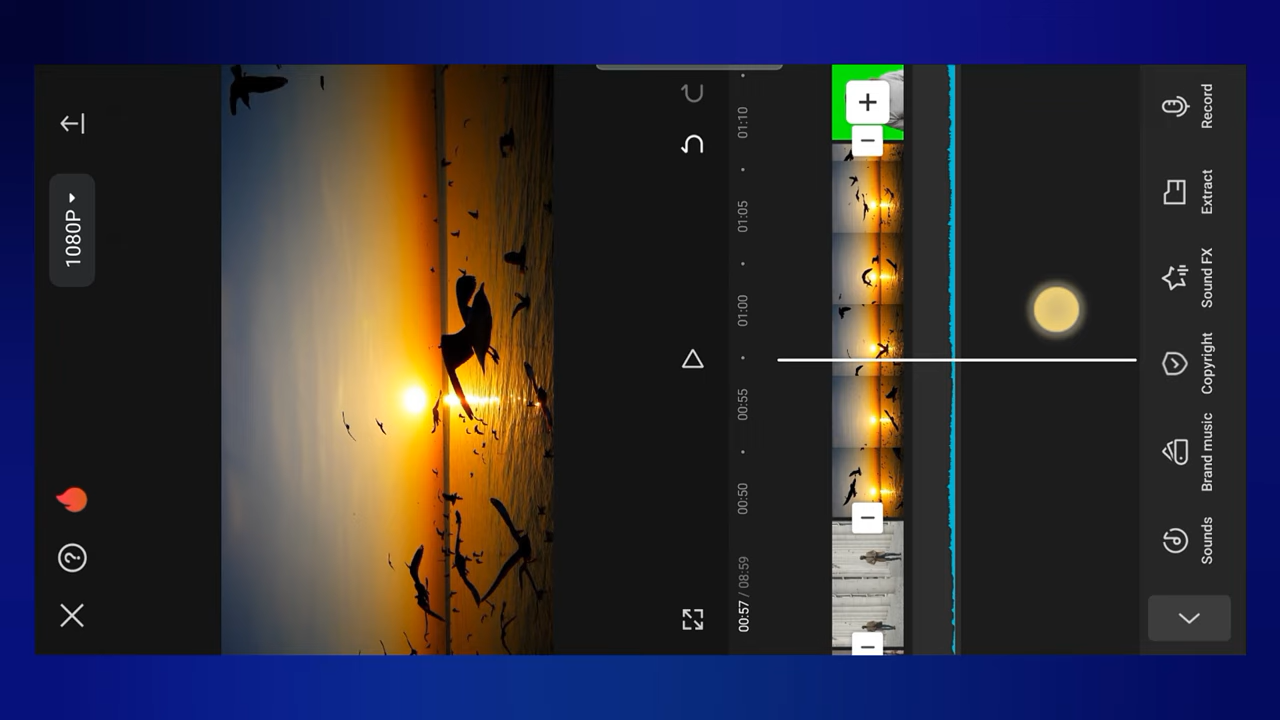 1080P
00:57 / 08:59 00:50 00:55 01:00 01:05 01:10
Sounds
Brand music
Copyright
Sound FX
Extract
Record